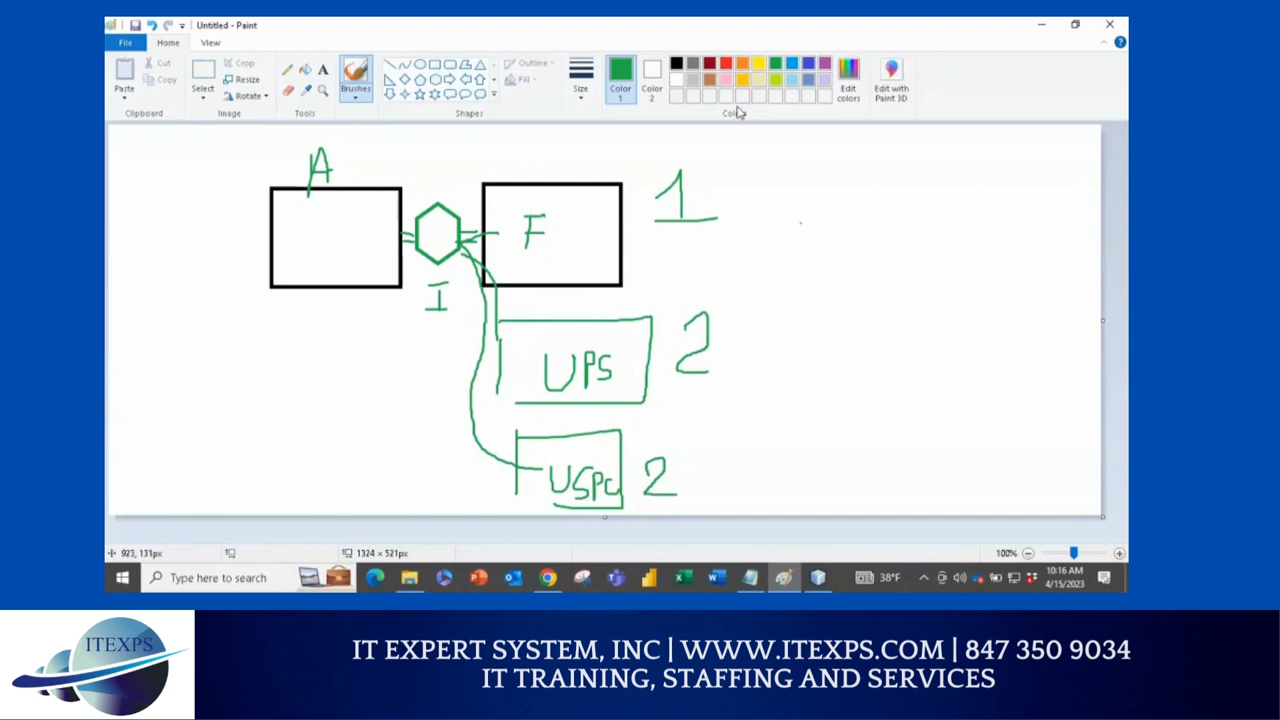 Untitled - Paint
File
Home
View
Paste
Cut
Copy
Clipboard
Select
Crop
Resize
Rotate
Image
A
Tools
Brushes
Outline
Fill
Shapes
Size
Color 1
Color 2
Colors
Edit colors
Edit with Paint 3D
A
1
F
I
UPS
2
USPC
2
923, 131px
1324 × 521px
100%
Type here to search
38°F
10:16 AM
4/15/2023
ITEXPS
IT EXPERT SYSTEM, INC | WWW.ITEXPS.COM | 847 350 9034
IT TRAINING, STAFFING AND SERVICES